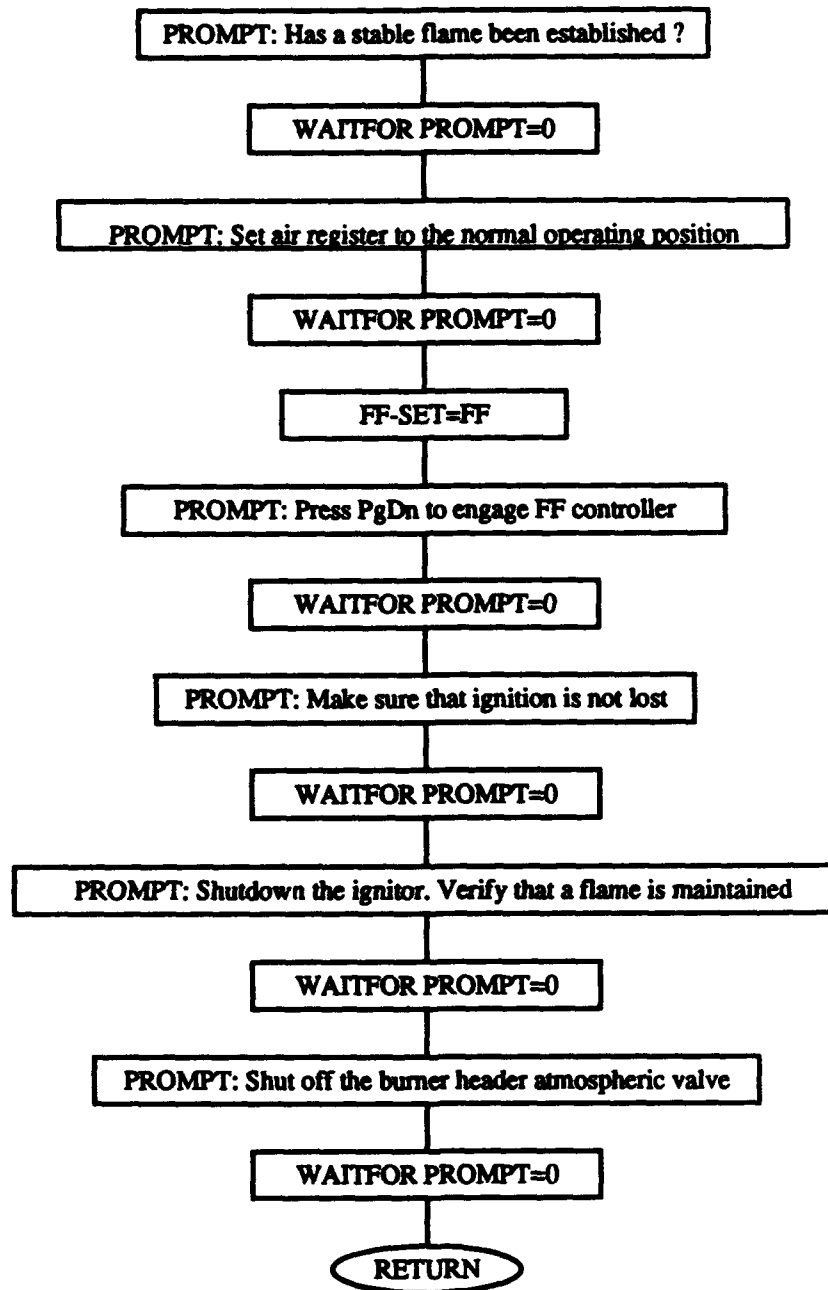 PROMPT: Has a stable flame been established ?
WAITFOR PROMPT=0
PROMPT: Set air register to the normal operating position
WAITFOR PROMPT=0
FF-SET=FF
PROMPT: Press PgDn to engage FF controller
WAITFOR PROMPT=0
PROMPT: Make sure that ignition is not lost
WAITFOR PROMPT=0
PROMPT: Shutdown the ignitor. Verify that a flame is maintained
WAITFOR PROMPT=0
PROMPT: Shut off the burner header atmospheric valve
WAITFOR PROMPT=0
RETURN